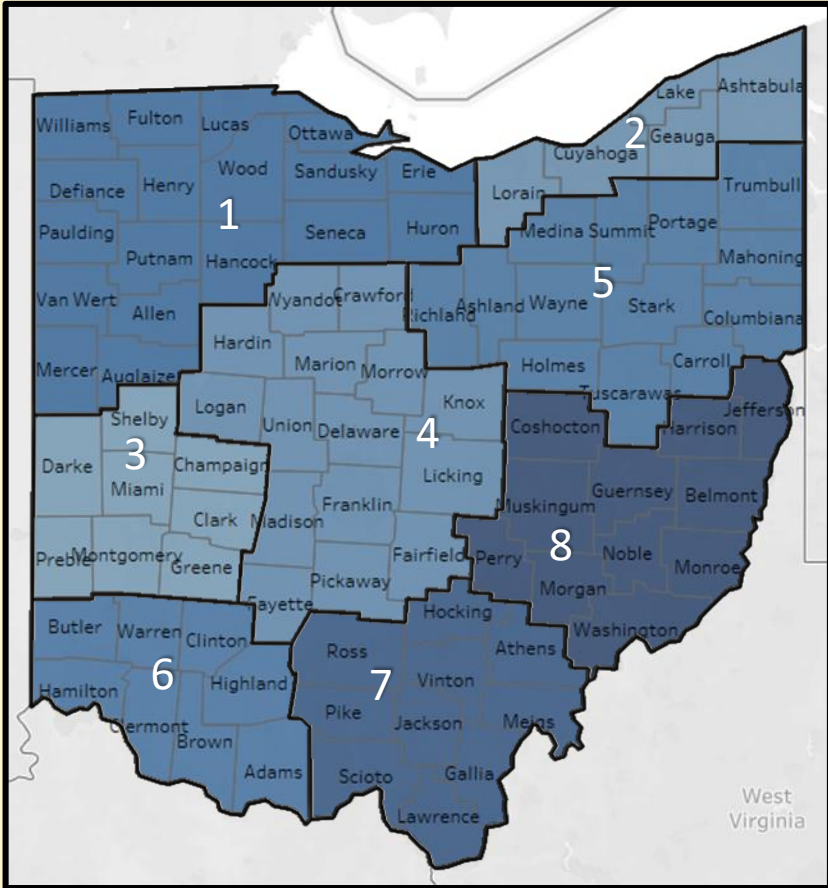 Williams
Fulton
Lucas
Ottawa
Wood
Sandusky
Erie
Defiance
Henry
1
Paulding
Seneca
Huron
Putnam
Hancock
Van Wert
Allen
Mercer
Auglaize
Lake
Ashtabula
2
Geauga
Cuyahoga
Lorain
Trumbull
Medina
Summit
Portage
Mahoning
5
Richland
Ashland
Wayne
Stark
Columbiana
Holmes
Carroll
Tuscarawas
Wyandot
Crawford
Hardin
Marion
Morrow
Logan
Knox
Union
Delaware
4
Licking
Franklin
Madison
Fairfield
Pickaway
Fayette
Shelby
3
Darke
Champaign
Miami
Clark
Preble
Montgomery
Greene
Jefferson
Coshocton
Harrison
Guernsey
Belmont
Muskingum
8
Perry
Noble
Monroe
Morgan
Washington
Butler
Warren
Clinton
6
Hamilton
Highland
Clermont
Brown
Adams
Hocking
Ross
Athens
7
Vinton
Pike
Jackson
Meigs
Scioto
Gallia
Lawrence
West
Virginia